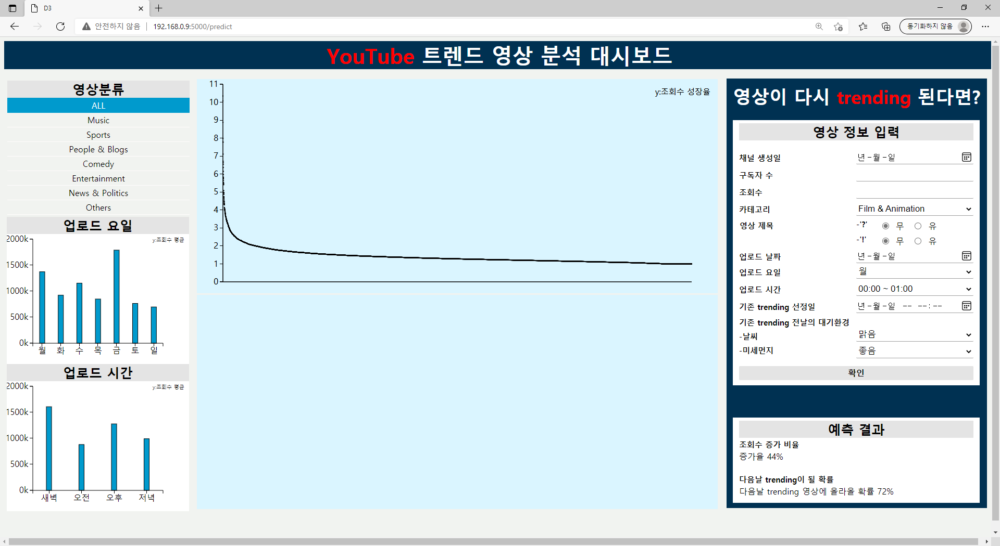 D3
안전하지 않음
192.168.0.9:5000/predict
동기화하지 않음
YouTube 트렌드 영상 분석 대시보드
영상분류
ALL
Music
Sports
People & Blogs
Comedy
Entertainment
News & Politics
Others
업로드 요일
y:조회수 평균
2000k
1500k
1000k
500k
0k
월 화 수 목 금 토 일
업로드 시간
y:조회수 평균
2000k
1500k
1000k
500k
0k
새벽 오전 오후 저녁
y:조회수 성장율
11
10
9
8
7
6
5
4
3
2
1
0
영상이 다시 trending 된다면?
영상 정보 입력
채널 생성일 년-월-일
구독자 수
조회수
카테고리 Film & Animation
영상 제목 -'?' 무 유
-'!' 무 유
업로드 날짜 년-월-일
업로드 요일 월
업로드 시간 00:00 ~ 01:00
기존 trending 선정일 년-월-일 -- --:--
기존 trending 전날의 대기환경
-날씨 맑음
-미세먼지 좋음
확인
예측 결과
조회수 증가 비율
증가율 44%
다음날 trending이 될 확률
다음날 trending 영상에 올라올 확률 72%